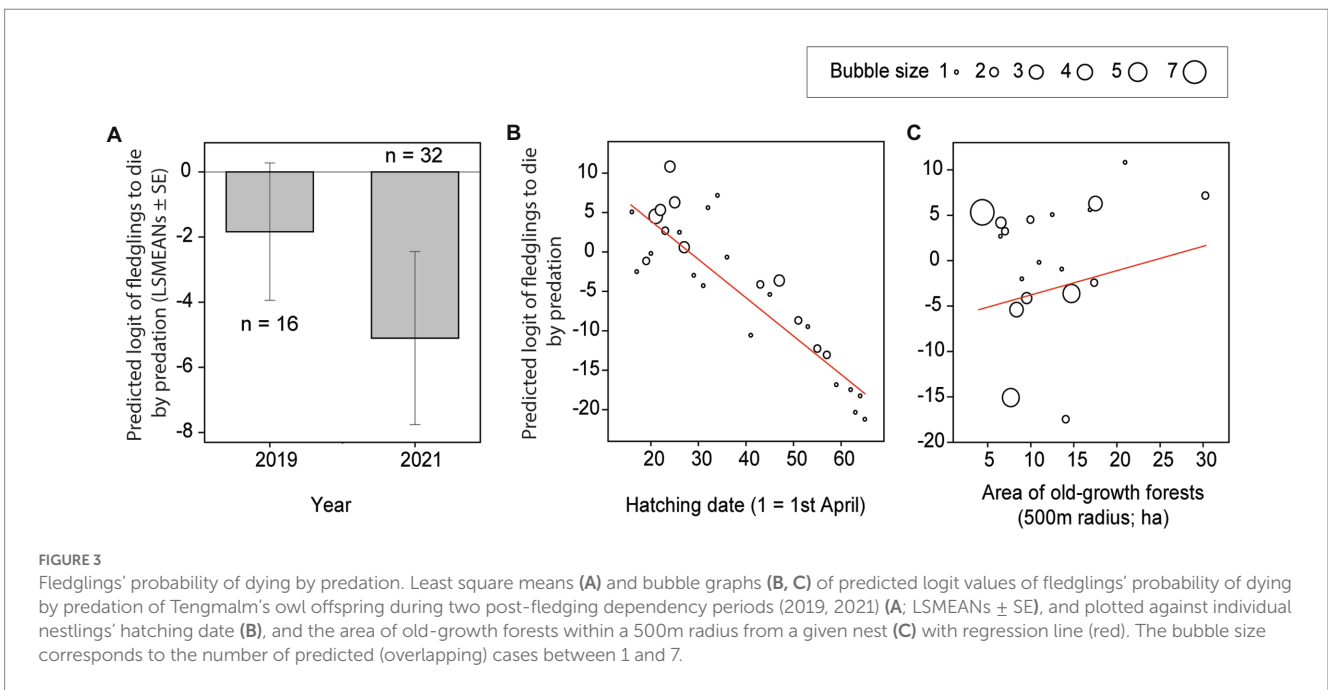 Bubble size 1 2 3 4 5 7
A
Predicted logit of fledglings to die
by predation (LSMEANs ± SE)
0
-2
-4
-6
-8
n = 16
n = 32
2019 2021
Year
B
Predicted logit of fledglings to die
by predation
10
5
0
-5
-10
-15
-20
20 30 40 50 60
Hatching date (1 = 1st April)
C
10
5
0
-5
-10
-15
-20
5 10 15 20 25 30
Area of old-growth forests
(500m radius; ha)
FIGURE 3
Fledglings' probability of dying by predation. Least square means (A) and bubble graphs (B, C) of predicted logit values of fledglings' probability of dying
by predation of Tengmalm's owl offspring during two post-fledging dependency periods (2019, 2021) (A; LSMEANs ± SE), and plotted against individual
nestlings' hatching date (B), and the area of old-growth forests within a 500m radius from a given nest (C) with regression line (red). The bubble size
corresponds to the number of predicted (overlapping) cases between 1 and 7.